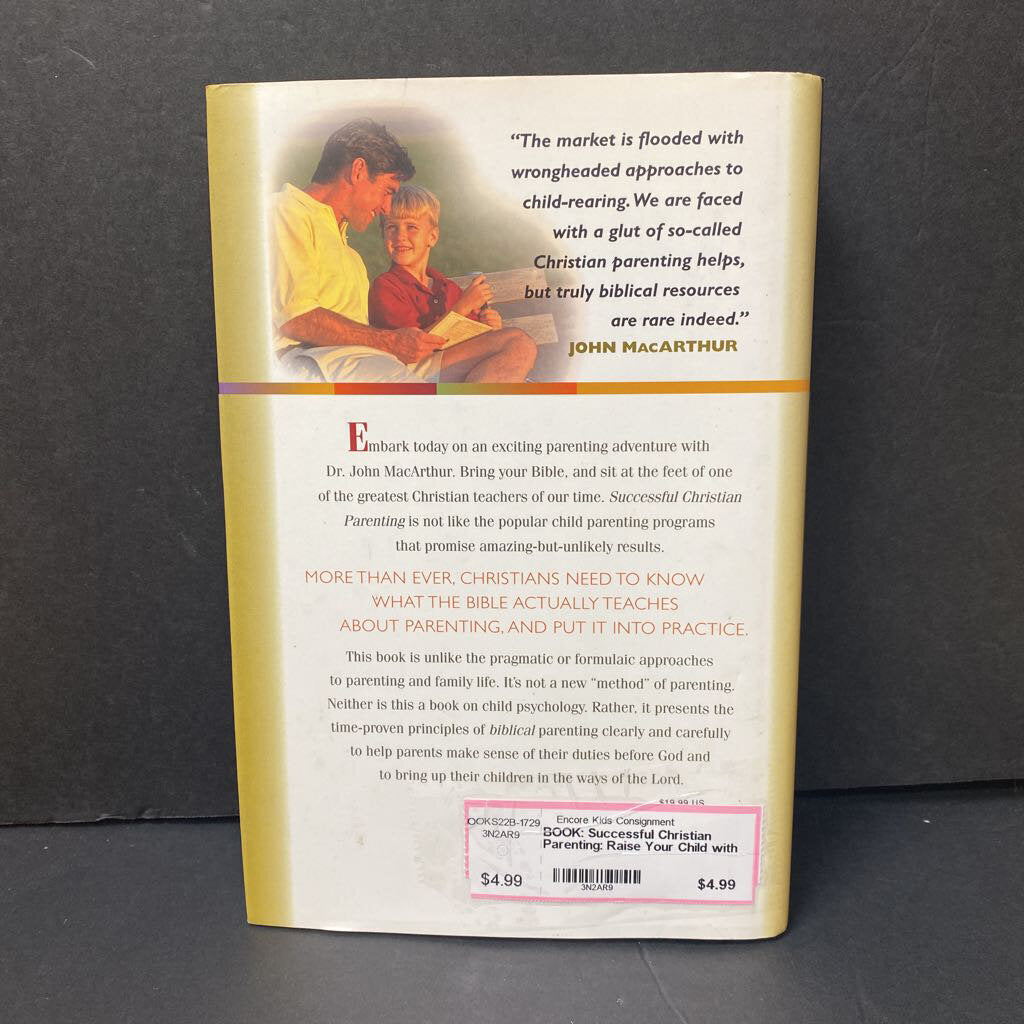 “The market is flooded with
wrongheaded approaches to
child-rearing. We are faced
with a glut of so-called
Christian parenting helps,
but truly biblical resources
are rare indeed.”
JOHN MACARTHUR
Embark today on an exciting parenting adventure with
Dr. John MacArthur. Bring your Bible, and sit at the feet of one
of the greatest Christian teachers of our time. Successful Christian
Parenting is not like the popular child parenting programs
that promise amazing-but-unlikely results.
MORE THAN EVER, CHRISTIANS NEED TO KNOW
WHAT THE BIBLE ACTUALLY TEACHES
ABOUT PARENTING, AND PUT IT INTO PRACTICE.
This book is unlike the pragmatic or formulaic approaches
to parenting and family life. It’s not a new “method” of parenting.
Neither is this a book on child psychology. Rather, it presents the
time-proven principles of biblical parenting clearly and carefully
to help parents make sense of their duties before God and
to bring up their children in the ways of the Lord.
$19.99 US
OOKS22B-1729 Encore Kids Consignment
3N2AR9 BOOK: Successful Christian
Parenting: Raise Your Child with
$4.99 3N2AR9 $4.99